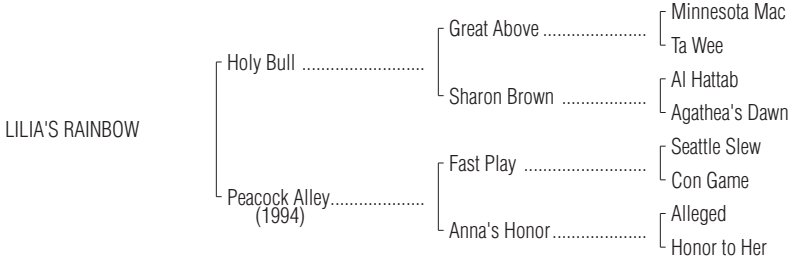 Minnesota Mac
Great Above ......................
Ta Wee
Holy Bull ..........................
Al Hattab
Sharon Brown ..................
Agathea's Dawn
LILIA'S RAINBOW
Seattle Slew
Fast Play ..........................
Con Game
Peacock Alley....................
(1994)
Alleged
Anna's Honor....................
Honor to Her